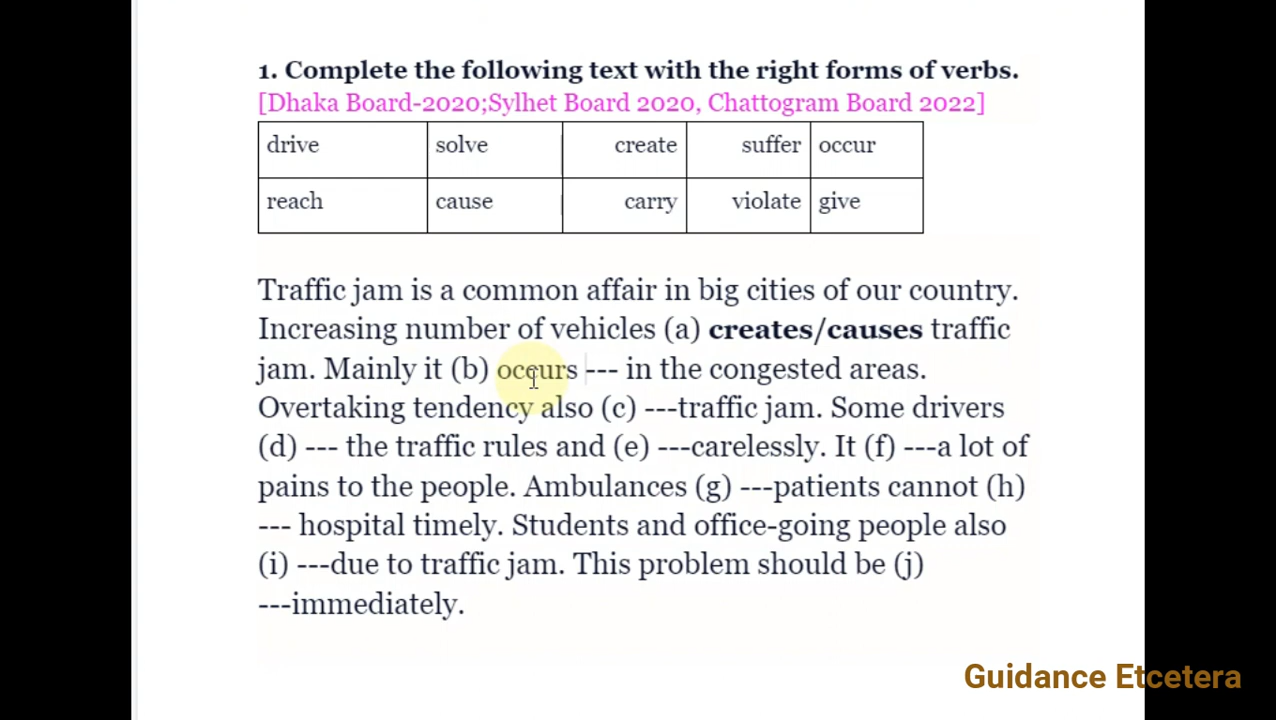 1. Complete the following text with the right forms of verbs.
[Dhaka Board-2020;Sylhet Board 2020, Chattogram Board 2022]
drive solve create suffer occur
reach cause carry violate give
Traffic jam is a common affair in big cities of our country.
Increasing number of vehicles (a) creates/causes traffic
jam. Mainly it (b) occurs --- in the congested areas.
Overtaking tendency also (c) ---traffic jam. Some drivers
(d) --- the traffic rules and (e) ---carelessly. It (f) ---a lot of
pains to the people. Ambulances (g) ---patients cannot (h)
--- hospital timely. Students and office-going people also
(i) ---due to traffic jam. This problem should be (j)
---immediately.
Guidance Etcetera